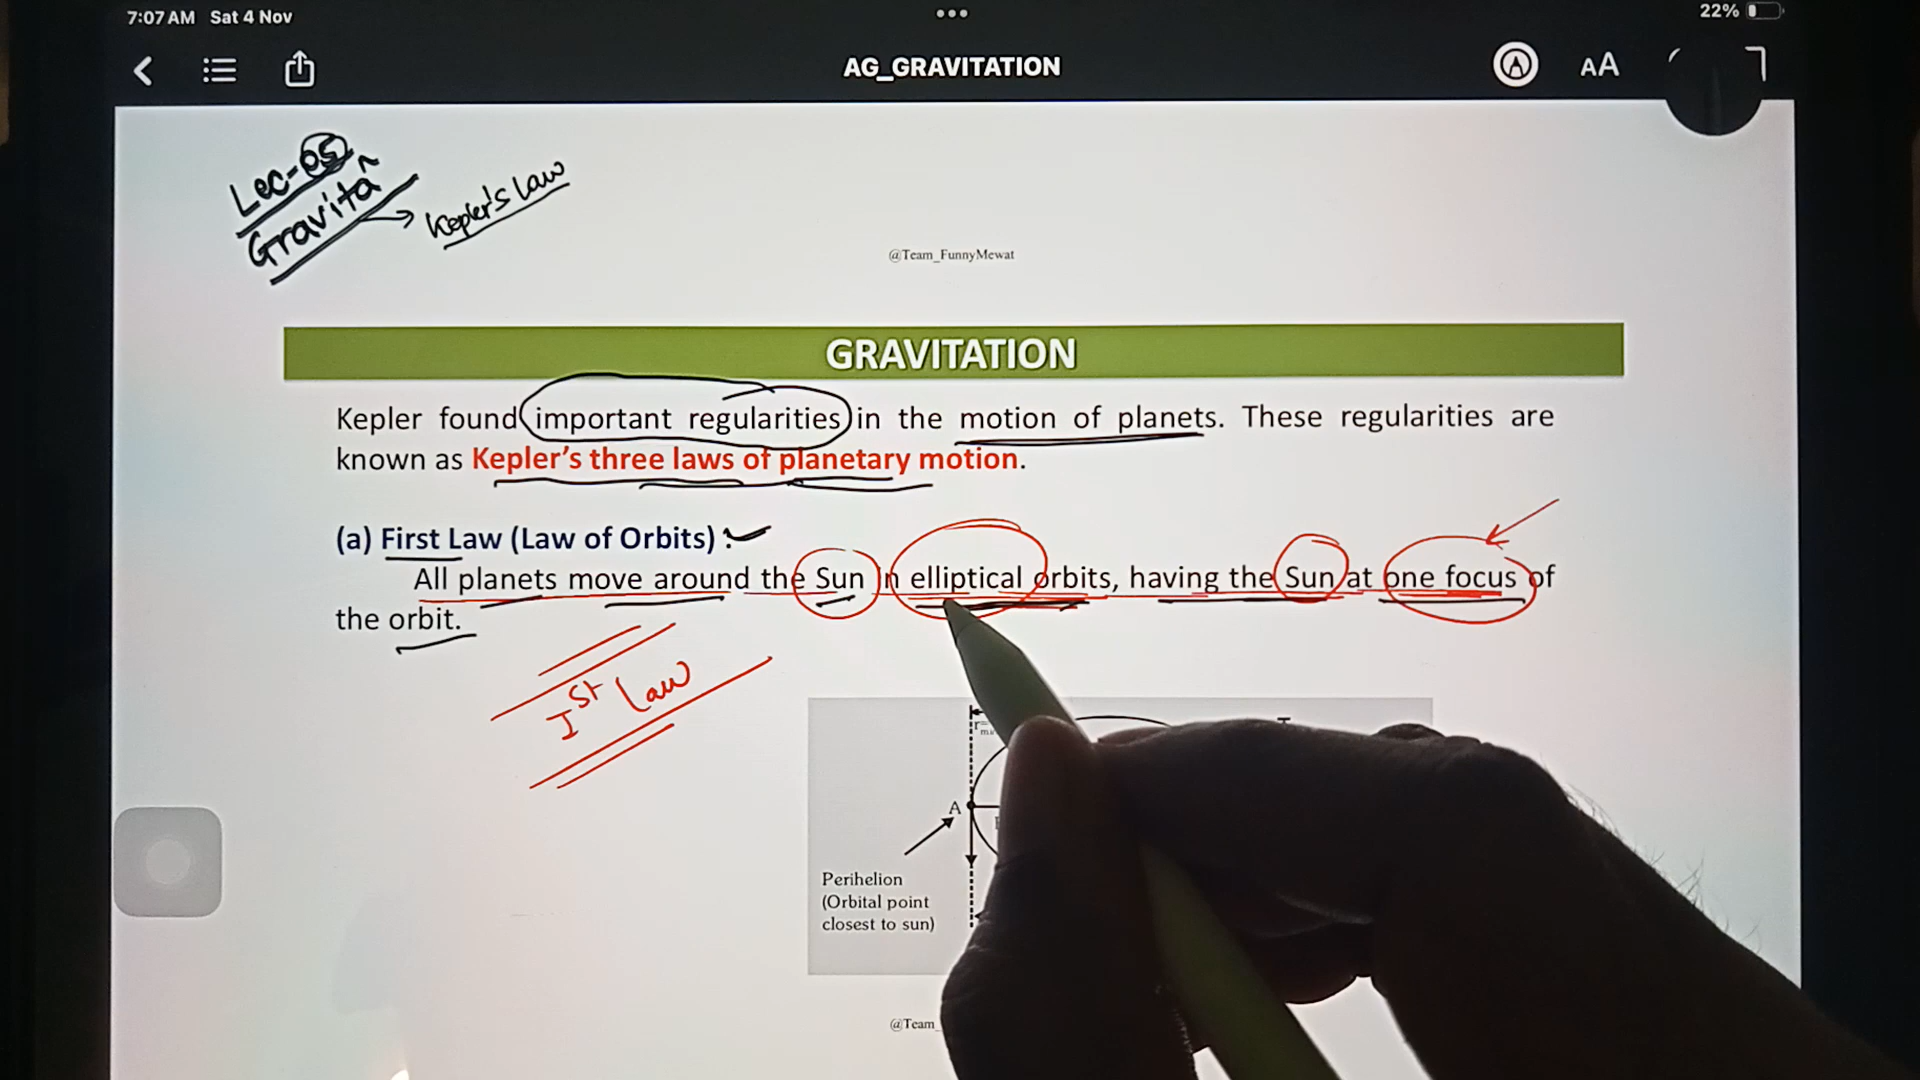 7:07 AM Sat 4 Nov
22%
AG_GRAVITATION
AA
Lec-05
Gravita
Kepler's Law
@Team_FunnyMewat
GRAVITATION
Kepler found important regularities in the motion of planets. These regularities are
known as Kepler's three laws of planetary motion.
(a) First Law (Law of Orbits) :
All planets move around the Sun in elliptical orbits, having the Sun at one focus of
the orbit.
Ist Law
A
Perihelion
(Orbital point
closest to sun)
@Team_